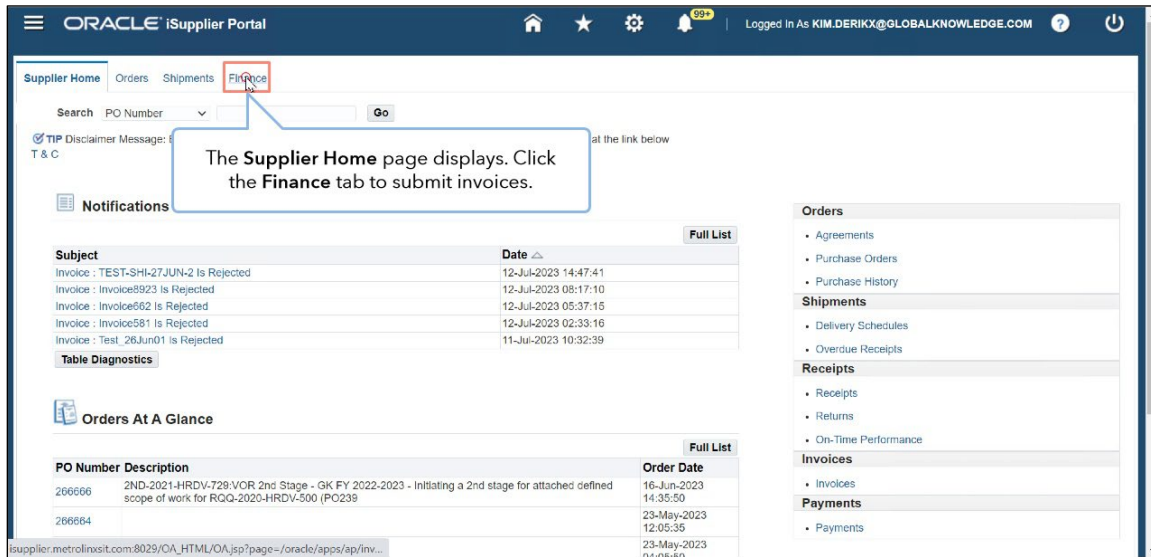 ORACLE iSupplier Portal
99+
Logged In As KIM.DERIKX@GLOBALKNOWLEDGE.COM
?
Supplier Home Orders Shipments Finance
Search PO Number Go
TIP Disclaimer Message: at the link below
T & C
The Supplier Home page displays. Click
the Finance tab to submit invoices.
Notifications
Full List
Subject Date
Invoice : TEST-SHI-27JUN-2 Is Rejected 12-Jul-2023 14:47:41
Invoice : Invoice8923 Is Rejected 12-Jul-2023 08:17:10
Invoice : Invoice662 Is Rejected 12-Jul-2023 05:37:15
Invoice : Invoice581 Is Rejected 12-Jul-2023 02:33:16
Invoice : Test_26Jun01 Is Rejected 11-Jul-2023 10:32:39
Table Diagnostics
Orders At A Glance
Full List
PO Number Description Order Date
266666 2ND-2021-HRDV-729:VOR 2nd Stage - GK FY 2022-2023 - Initiating a 2nd stage for attached defined 16-Jun-2023
scope of work for RQQ-2020-HRDV-500 (PO239 14:35:50
266664 23-May-2023
12:05:35
23-May-2023
isupplier.metrolinxsit.com:8029/OA_HTML/OA.jsp?page=/oracle/apps/ap/inv...
Orders
• Agreements
• Purchase Orders
• Purchase History
Shipments
• Delivery Schedules
• Overdue Receipts
Receipts
• Receipts
• Returns
• On-Time Performance
Invoices
• Invoices
Payments
• Payments